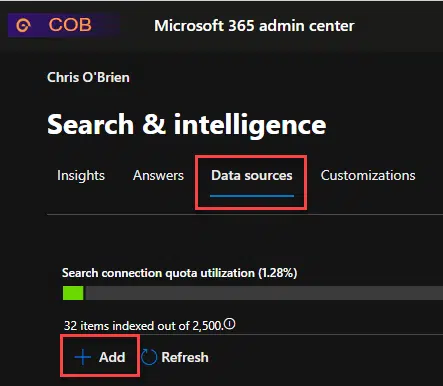 COB Microsoft 365 admin center
Chris O'Brien
Search & intelligence
Insights Answers Data sources Customizations
Search connection quota utilization (1.28%)
32 items indexed out of 2,500.
Add Refresh